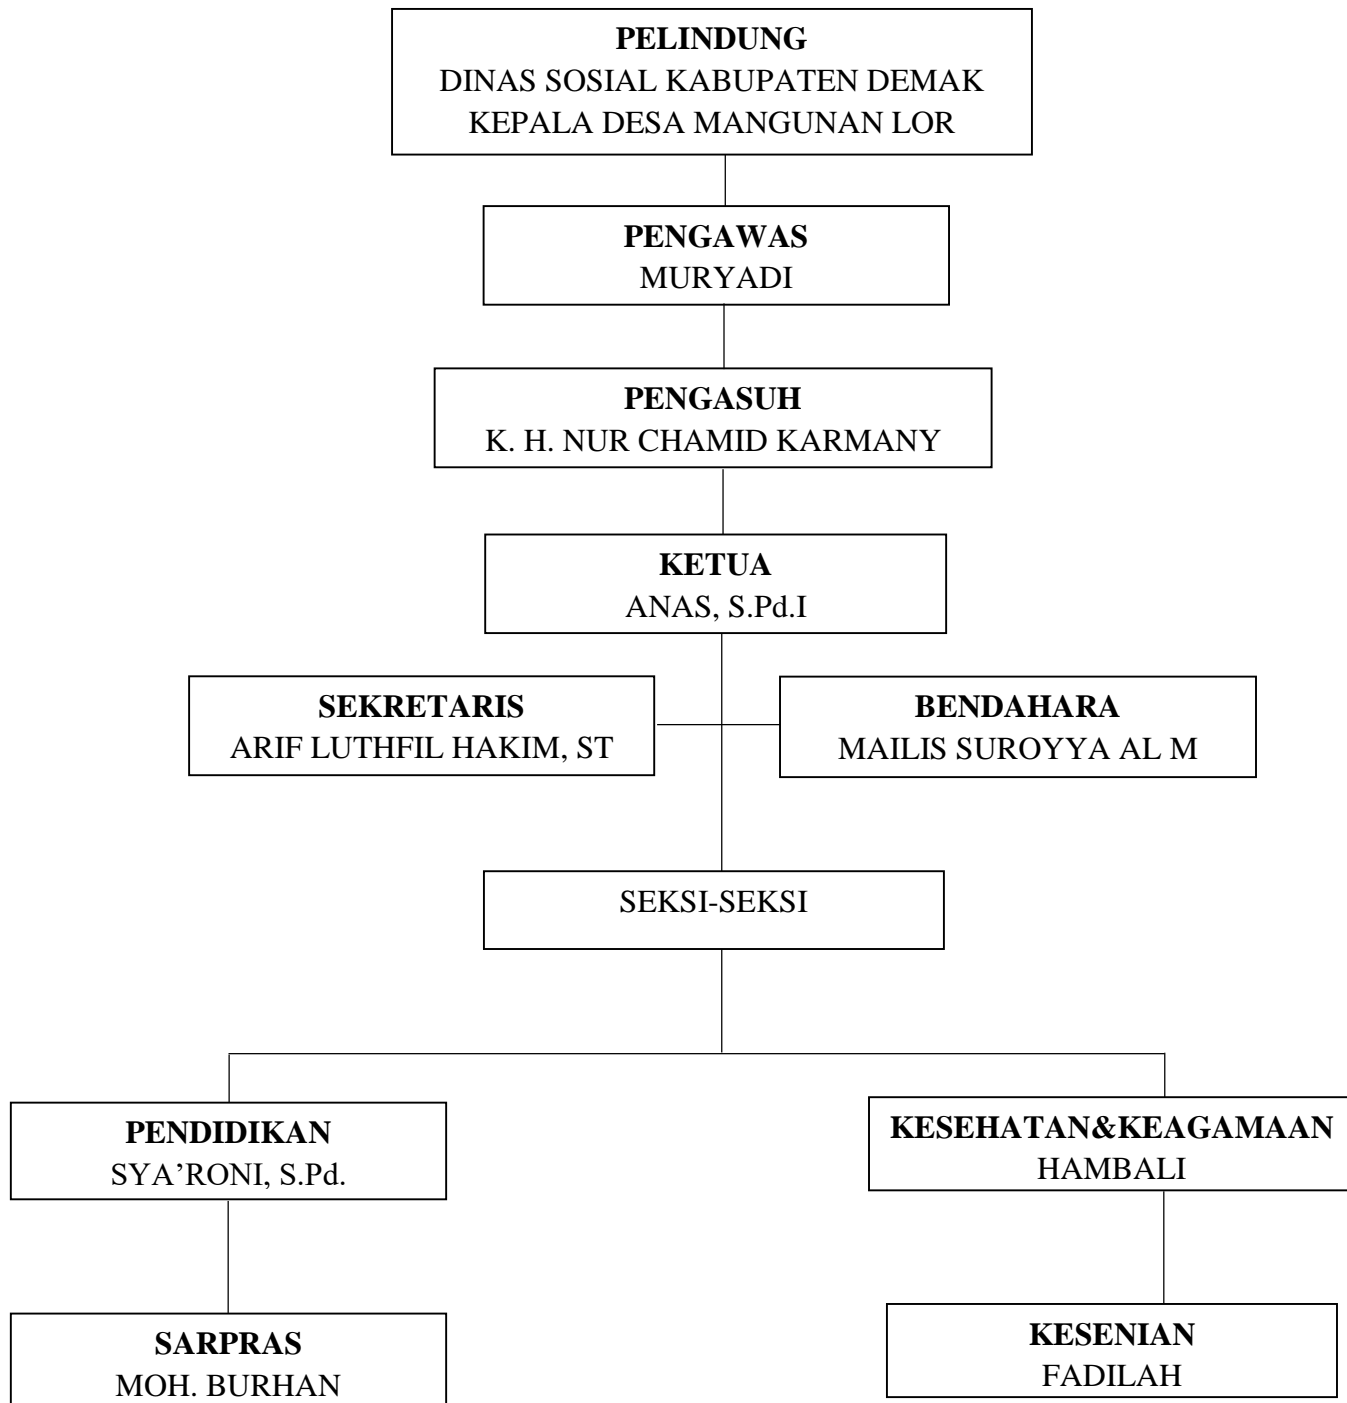 PELINDUNG
DINAS SOSIAL KABUPATEN DEMAK
KEPALA DESA MANGUNAN LOR
PENGAWAS
MURYADI
PENGASUH
K. H. NUR CHAMID KARMANY
KETUA
ANAS, S.Pd.I
SEKRETARIS
ARIF LUTHFIL HAKIM, ST
BENDAHARA
MAILIS SUROYYA AL M
SEKSI-SEKSI
PENDIDIKAN
SYA’RONI, S.Pd.
KESEHATAN&KEAGAMAAN
HAMBALI
SARPRAS
MOH. BURHAN
KESENIAN
FADILAH